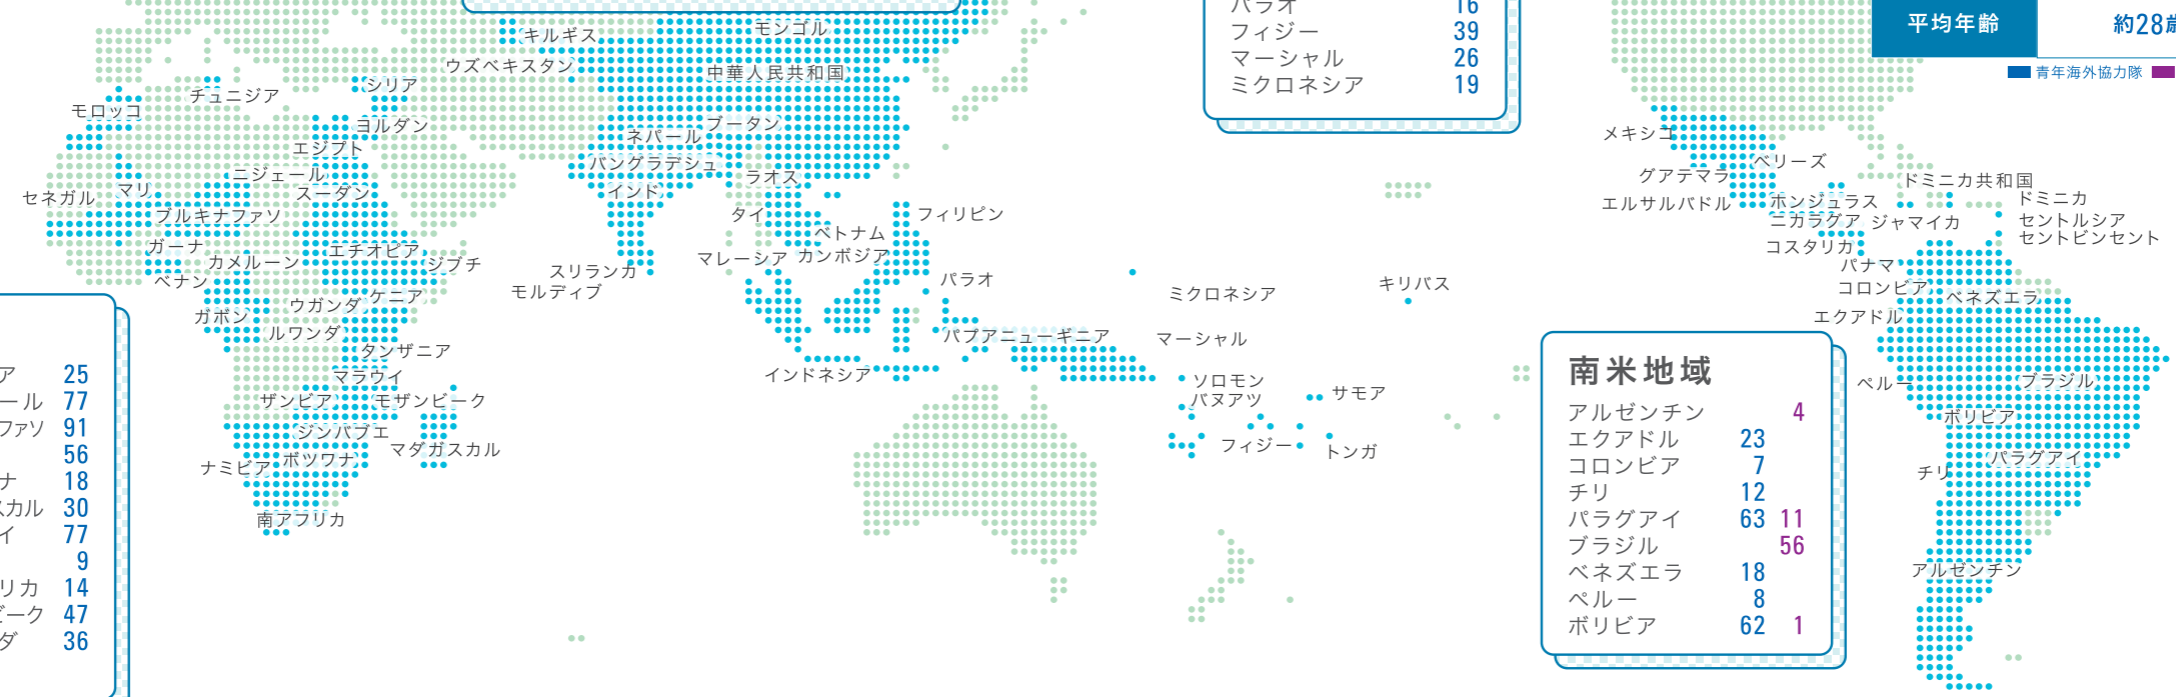 パラオ 16
フィジー 39
マーシャル 26
ミクロネシア 19
平均年齢 約28歳
青年海外協力隊
キルギス
モンゴル
ウズベキスタン
中華人民共和国
シリア
チュニジア
モロッコ
ヨルダン
ブータン
ネパール
エジプト
バングラデシュ
ニジェール
ラオス
セネガル
マリ
スーダン
インド
ブルキナファソ
タイ
フィリピン
ベトナム
ガーナ
エチオピア
カメルーン
ジブチ
マレーシア
カンボジア
スリランカ
ベナン
パラオ
モルディブ
ウガンダ
ケニア
ミクロネシア
キリバス
ガボン
ルワンダ
パプアニューギニア
マーシャル
タンザニア
マラウイ
インドネシア
ソロモン
ザンビア
モザンビーク
バヌアツ
サモア
ジンバブエ
マダガスカル
フィジー
トンガ
ナミビア
ボツワナ
南アフリカ
メキシコ
ベリーズ
グアテマラ
ドミニカ共和国
エルサルバドル
ホンジュラス
ドミニカ
ニカラグア
ジャマイカ
セントルシア
セントビンセント
コスタリカ
パナマ
コロンビア
ベネズエラ
エクアドル
ペルー
ブラジル
ボリビア
パラグアイ
チリ
アルゼンチン
ア 25
ール 77
ファソ 91
56
ナ 18
スカル 30
イ 77
9
リカ 14
ビーク 47
ダ 36
南米地域
アルゼンチン 4
エクアドル 23
コロンビア 7
チリ 12
パラグアイ 63 11
ブラジル 56
ベネズエラ 18
ペルー 8
ボリビア 62 1